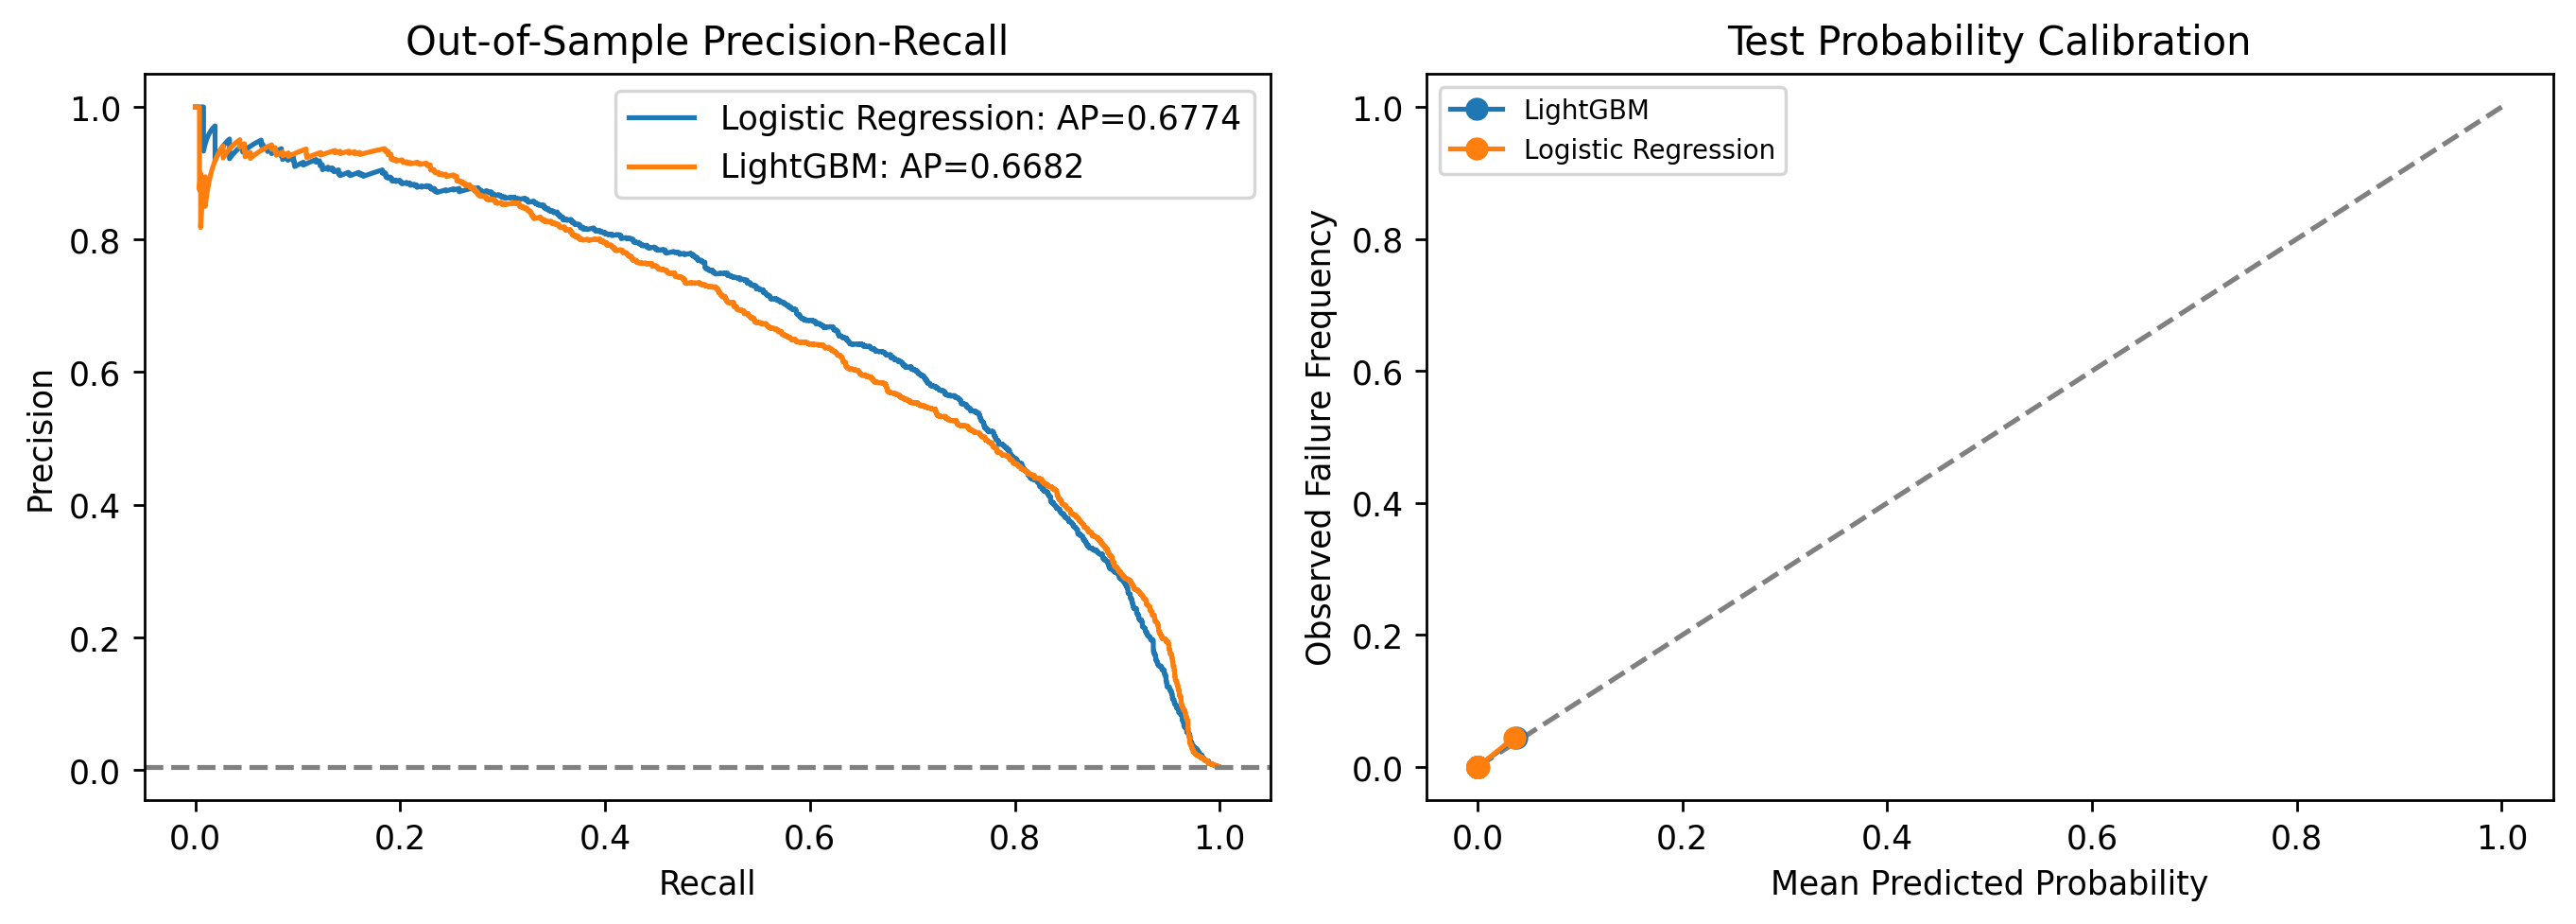 Out-of-Sample Precision-Recall
Logistic Regression: AP=0.6774
LightGBM: AP=0.6682
Precision
1.0
0.8
0.6
0.4
0.2
0.0
0.0 0.2 0.4 0.6 0.8 1.0
Recall
Test Probability Calibration
LightGBM
Logistic Regression
Observed Failure Frequency
1.0
0.8
0.6
0.4
0.2
0.0
0.0 0.2 0.4 0.6 0.8 1.0
Mean Predicted Probability